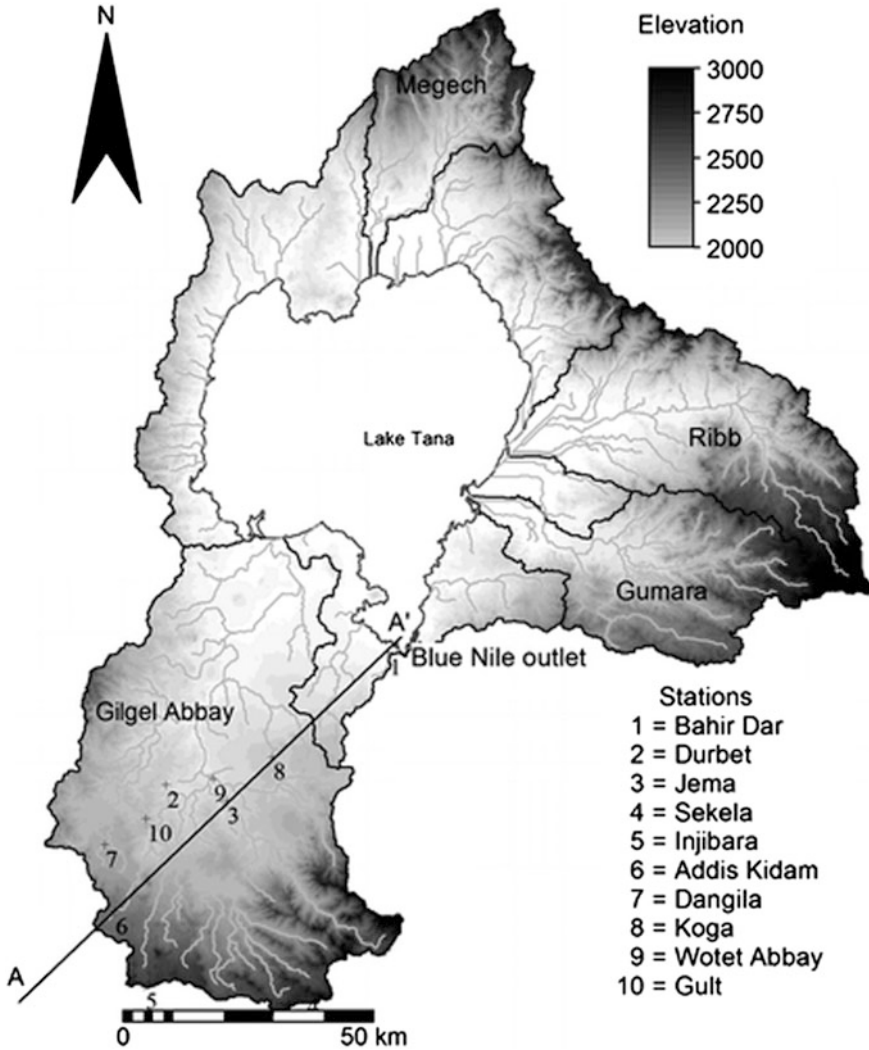 N
Elevation
3000
2750
2500
2250
2000
Megech
Lake Tana
Ribb
Gumara
A'
1
Blue Nile outlet
Gilgel Abbay
8
9
2
3
10
7
6
A
5
4
0 50 km
Stations
1 = Bahir Dar
2 = Durbet
3 = Jema
4 = Sekela
5 = Injibara
6 = Addis Kidam
7 = Dangila
8 = Koga
9 = Wotet Abbay
10 = Gult